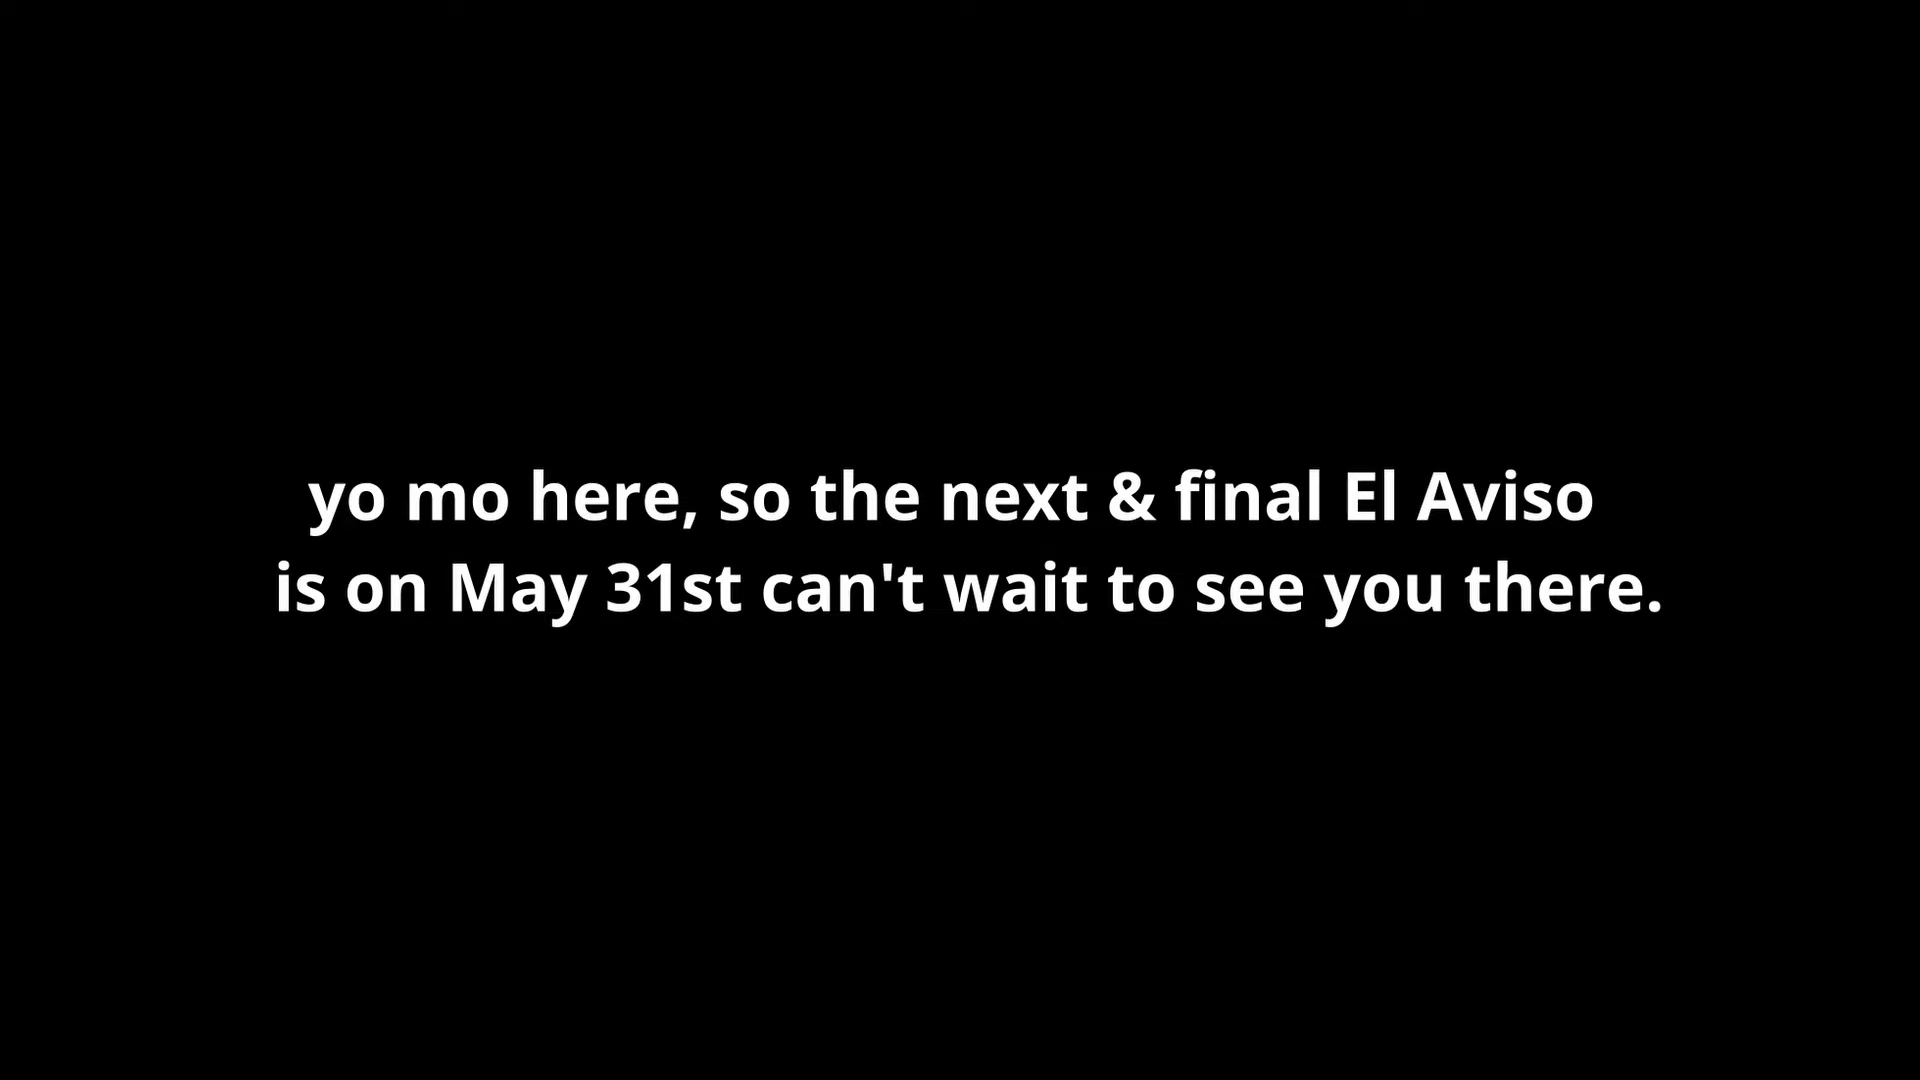 yo mo here, so the next & final El Aviso
is on May 31st can't wait to see you there.